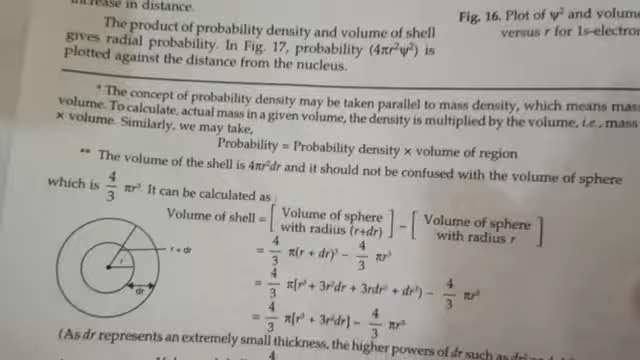 increase in distance.
The product of probability density and volume of shell
gives radial probability. In Fig. 17, probability (4πr²ψ²) is
plotted against the distance from the nucleus.
Fig. 16. Plot of ψ² and volume
versus r for 1s-electron
* The concept of probability density may be taken parallel to mass density, which means mass
volume. To calculate, actual mass in a given volume, the density is multiplied by the volume, i.e., mass
× volume. Similarly, we may take,
Probability = Probability density × volume of region
** The volume of the shell is 4πr²dr and it should not be confused with the volume of sphere
which is 4/3 πr³. It can be calculated as
Volume of shell = [Volume of sphere with radius (r+dr)] − [Volume of sphere with radius r]
= 4/3 π(r + dr)³ − 4/3 πr³
= 4/3 π[r³ + 3r²dr + 3rdr² + dr³) − 4/3 πr³
= 4/3 π[r³ + 3r²dr] − 4/3 πr³
r + dr
r
dr
(As dr represents an extremely small thickness, the higher powers of dr such as